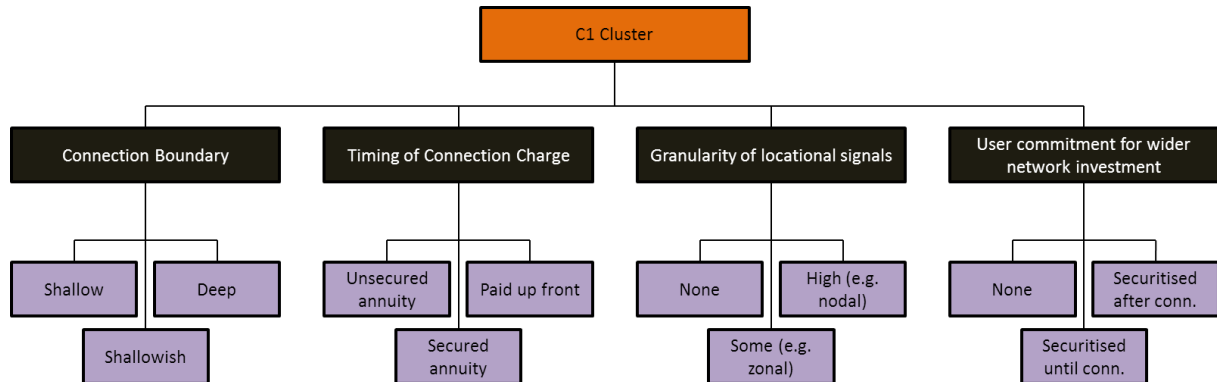 C1 Cluster
Connection Boundary
Timing of Connection Charge
Granularity of locational signals
User commitment for wider
network investment
Shallow
Deep
Shallowish
Unsecured
annuity
Paid up front
Secured
annuity
None
High (e.g.
nodal)
Some (e.g.
zonal)
None
Securitised
after conn.
Securitised
until conn.